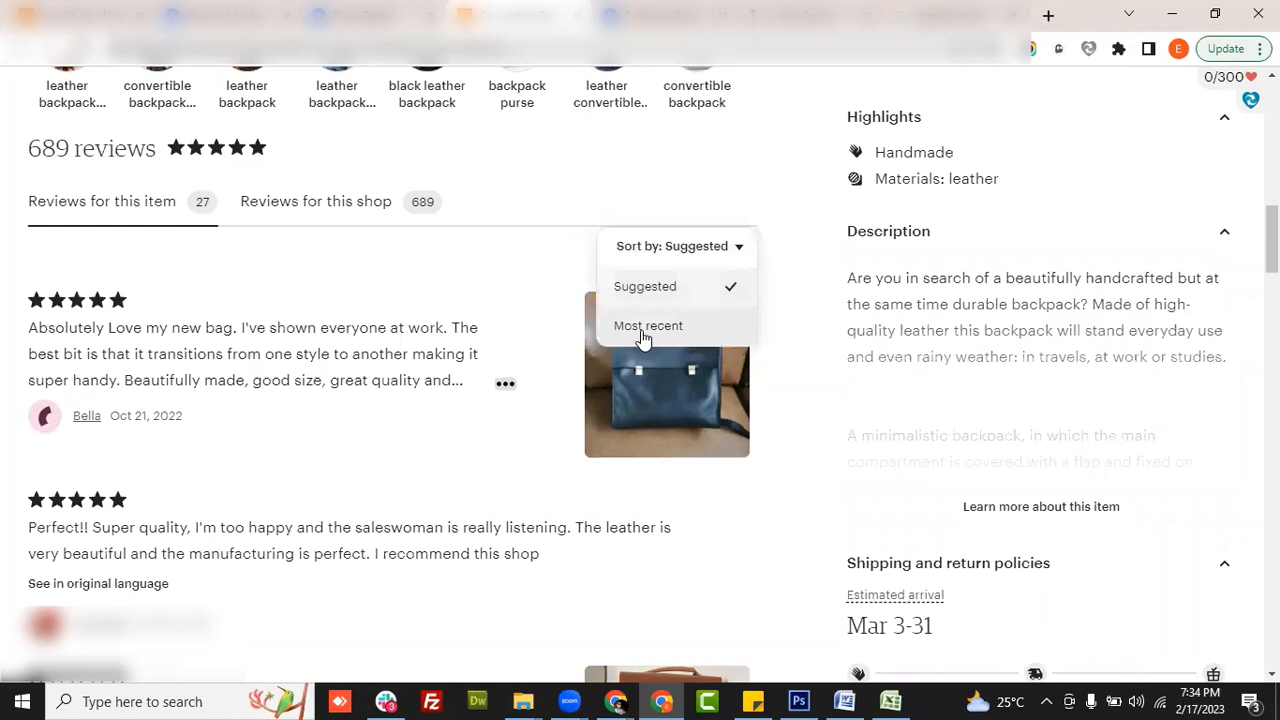 Update
0/300
leather
backpack...
convertible
backpack...
leather
backpack
leather
backpack...
black leather
backpack
backpack
purse
leather
convertible..
convertible
backpack
689 reviews
Reviews for this item 27
Reviews for this shop 689
Sort by: Suggested
Suggested
Most recent
Absolutely Love my new bag. I've shown everyone at work. The
best bit is that it transitions from one style to another making it
super handy. Beautifully made, good size, great quality and...
Bella Oct 21, 2022
Perfect!! Super quality, I'm too happy and the saleswoman is really listening. The leather is
very beautiful and the manufacturing is perfect. I recommend this shop
See in original language
Highlights
Handmade
Materials: leather
Description
Are you in search of a beautifully handcrafted but at
the same time durable backpack? Made of high-
quality leather this backpack will stand everyday use
and even rainy weather: in travels, at work or studies.
A minimalistic backpack, in which the main
compartment is covered with a flap and fixed on
Learn more about this item
Shipping and return policies
Estimated arrival
Mar 3-31
Type here to search
25°C
7:34 PM
2/17/2023